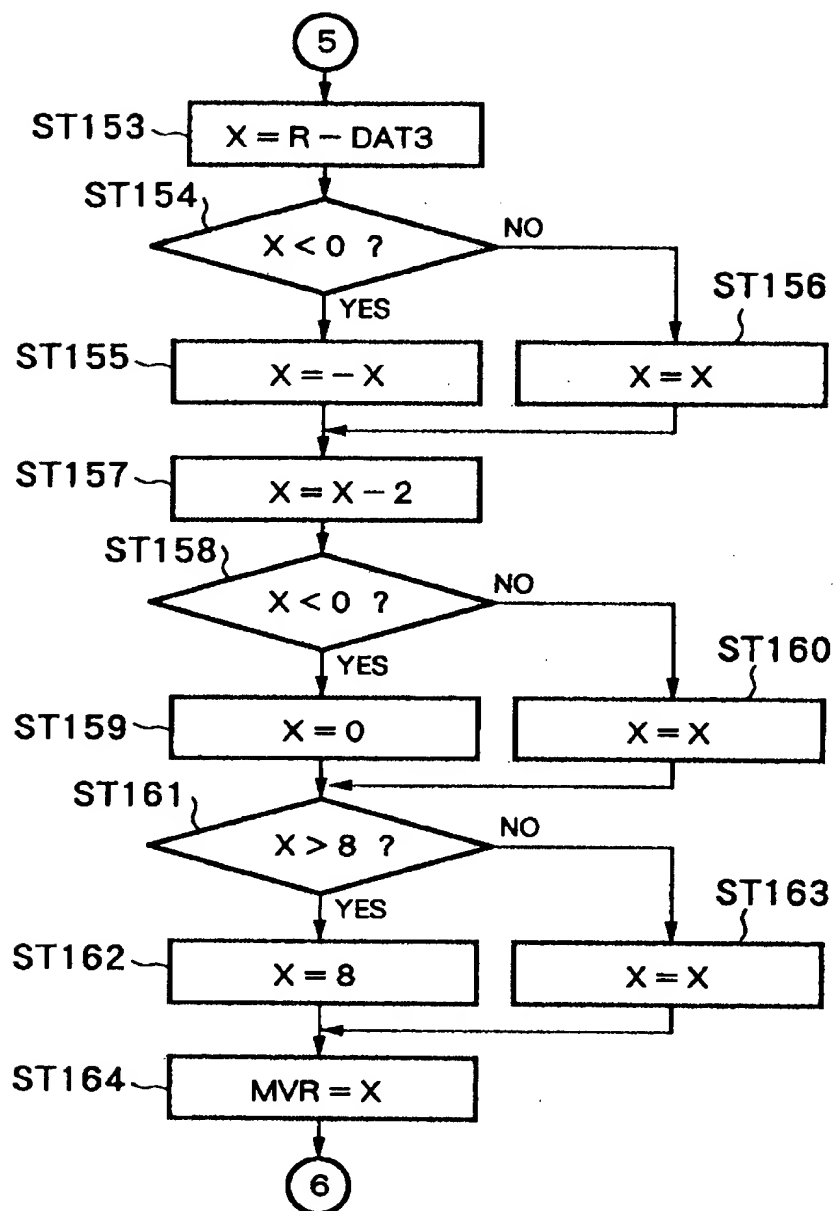 5
ST153
X = R - DAT3
ST154
X < 0 ?
NO
YES
ST156
ST155
X = - X
X = X
ST157
X = X - 2
ST158
X < 0 ?
NO
YES
ST160
ST159
X = 0
X = X
ST161
X > 8 ?
NO
YES
ST163
ST162
X = 8
X = X
ST164
MVR = X
6